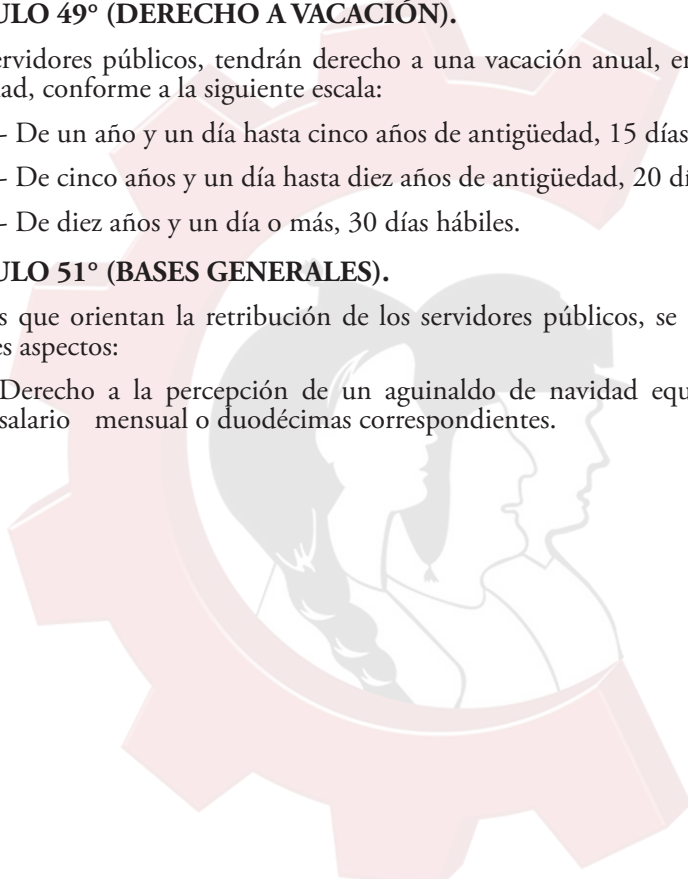 ULO 49° (DERECHO A VACACIÓN).
ervidores públicos, tendrán derecho a una vacación anual, en
dad, conforme a la siguiente escala:
- De un año y un día hasta cinco años de antigüedad, 15 días
- De cinco años y un día hasta diez años de antigüedad, 20 dí
- De diez años y un día o más, 30 días hábiles.
ULO 51° (BASES GENERALES).
s que orientan la retribución de los servidores públicos, se
es aspectos:
Derecho a la percepción de un aguinaldo de navidad equ
salario mensual o duodécimas correspondientes.